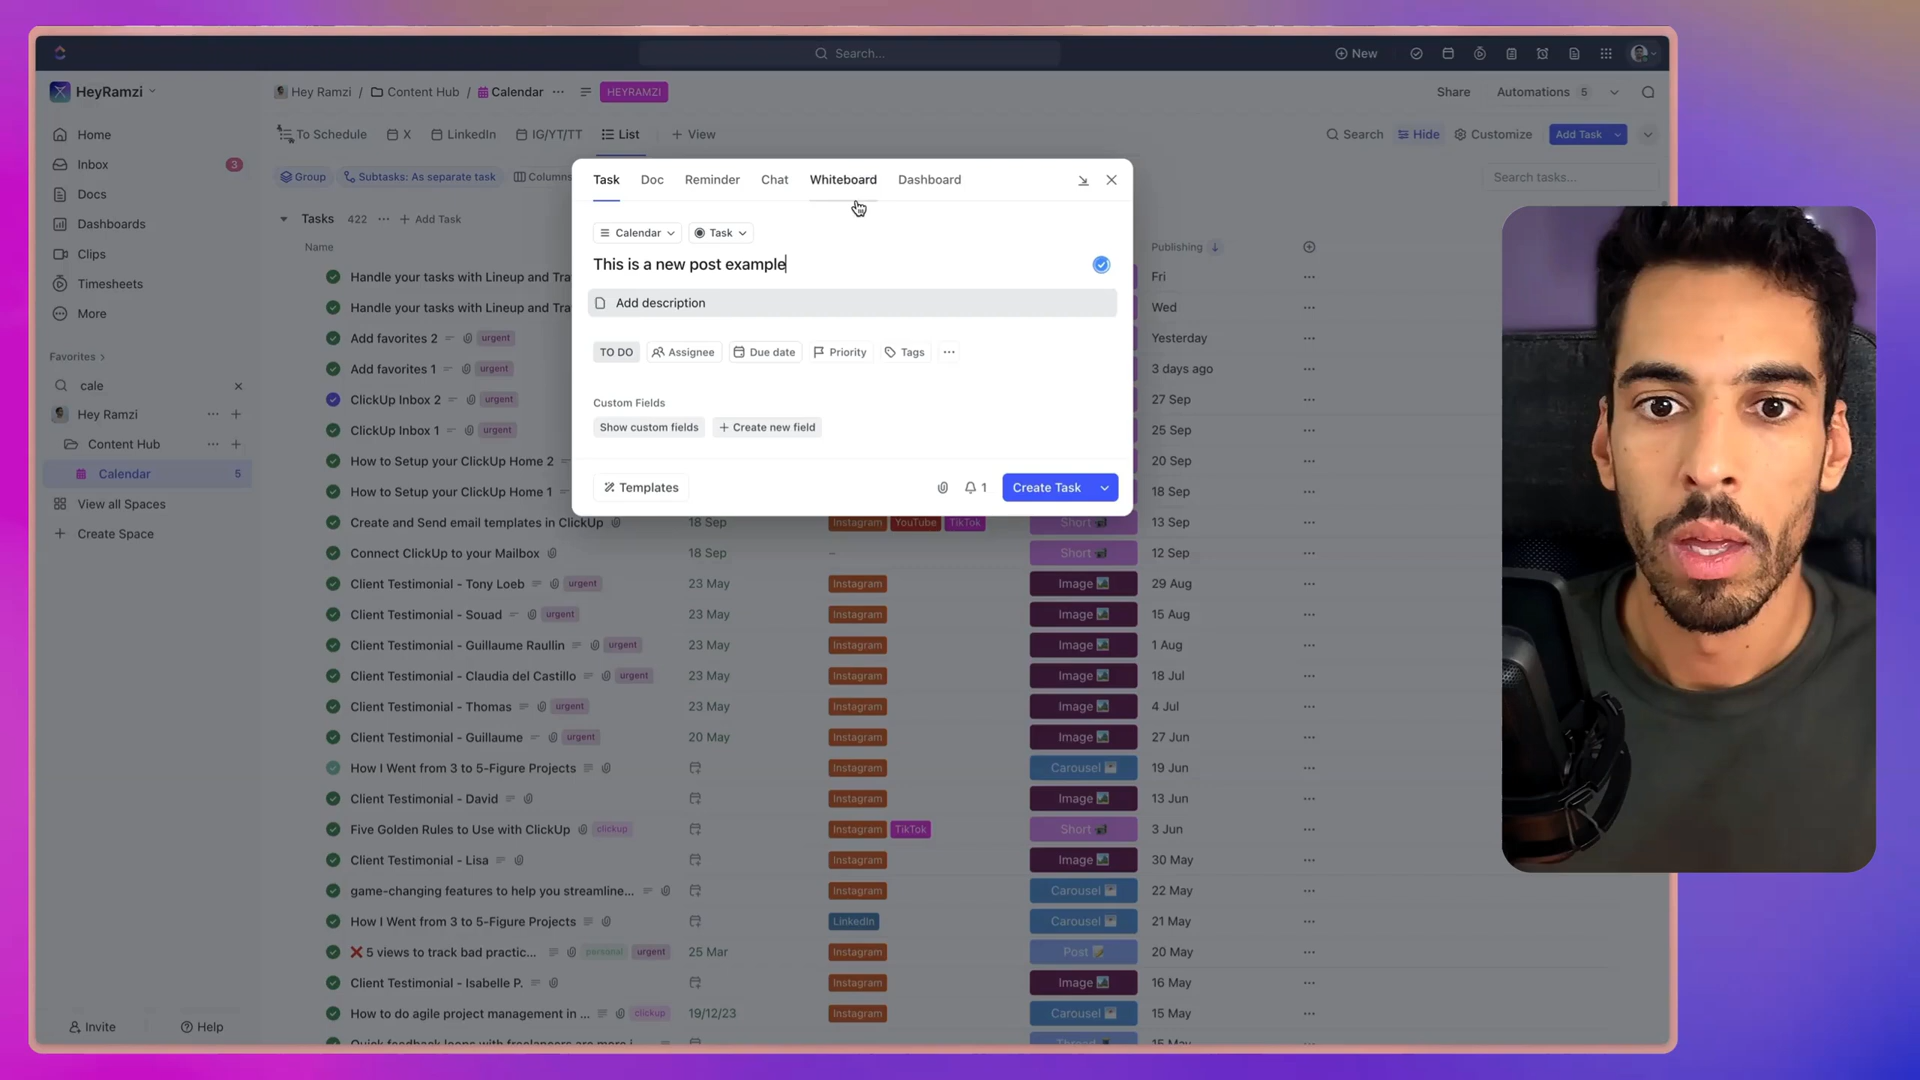 Search...
New
HeyRamzi
Hey Ramzi / Content Hub / Calendar
HEYRAMZI
Share
Automations 5
To Schedule
X
LinkedIn
IG/YT/TT
List
+ View
Search
Hide
Customize
Add Task
Home
Inbox 3
Docs
Dashboards
Clips
Timesheets
More
Favorites
cale
Hey Ramzi
Content Hub
Calendar 5
View all Spaces
+ Create Space
Invite
Help
Group
Subtasks: As separate task
Columns
Search tasks...
Tasks 422 ... + Add Task
Name
Publishing
Task
Doc
Reminder
Chat
Whiteboard
Dashboard
Calendar
Task
This is a new post example
Add description
TO DO
Assignee
Due date
Priority
Tags
Custom Fields
Show custom fields
+ Create new field
Templates
1
Create Task
Handle your tasks with Lineup and Tra Fri
Handle your tasks with Lineup and Tra Wed
Add favorites 2 urgent Yesterday
Add favorites 1 urgent 3 days ago
ClickUp Inbox 2 urgent 27 Sep
ClickUp Inbox 1 urgent 25 Sep
How to Setup your ClickUp Home 2 20 Sep
How to Setup your ClickUp Home 1 18 Sep
Create and Send email templates in ClickUp 18 Sep Instagram YouTube TikTok Short 13 Sep
Connect ClickUp to your Mailbox 18 Sep – Short 12 Sep
Client Testimonial - Tony Loeb urgent 23 May Instagram Image 29 Aug
Client Testimonial - Souad urgent 23 May Instagram Image 15 Aug
Client Testimonial - Guillaume Raullin urgent 23 May Instagram Image 1 Aug
Client Testimonial - Claudia del Castillo urgent 23 May Instagram Image 18 Jul
Client Testimonial - Thomas urgent 23 May Instagram Image 4 Jul
Client Testimonial - Guillaume urgent 20 May Instagram Image 27 Jun
How I Went from 3 to 5-Figure Projects Instagram Carousel 19 Jun
Client Testimonial - David Instagram Image 13 Jun
Five Golden Rules to Use with ClickUp clickup Instagram TikTok Short 3 Jun
Client Testimonial - Lisa Instagram Image 30 May
game-changing features to help you streamline... Instagram Carousel 22 May
How I Went from 3 to 5-Figure Projects LinkedIn Carousel 21 May
❌ 5 views to track bad practic... personal urgent 25 Mar Instagram Post 20 May
Client Testimonial - Isabelle P. Instagram Image 16 May
How to do agile project management in ... clickup 19/12/23 Instagram Carousel 15 May